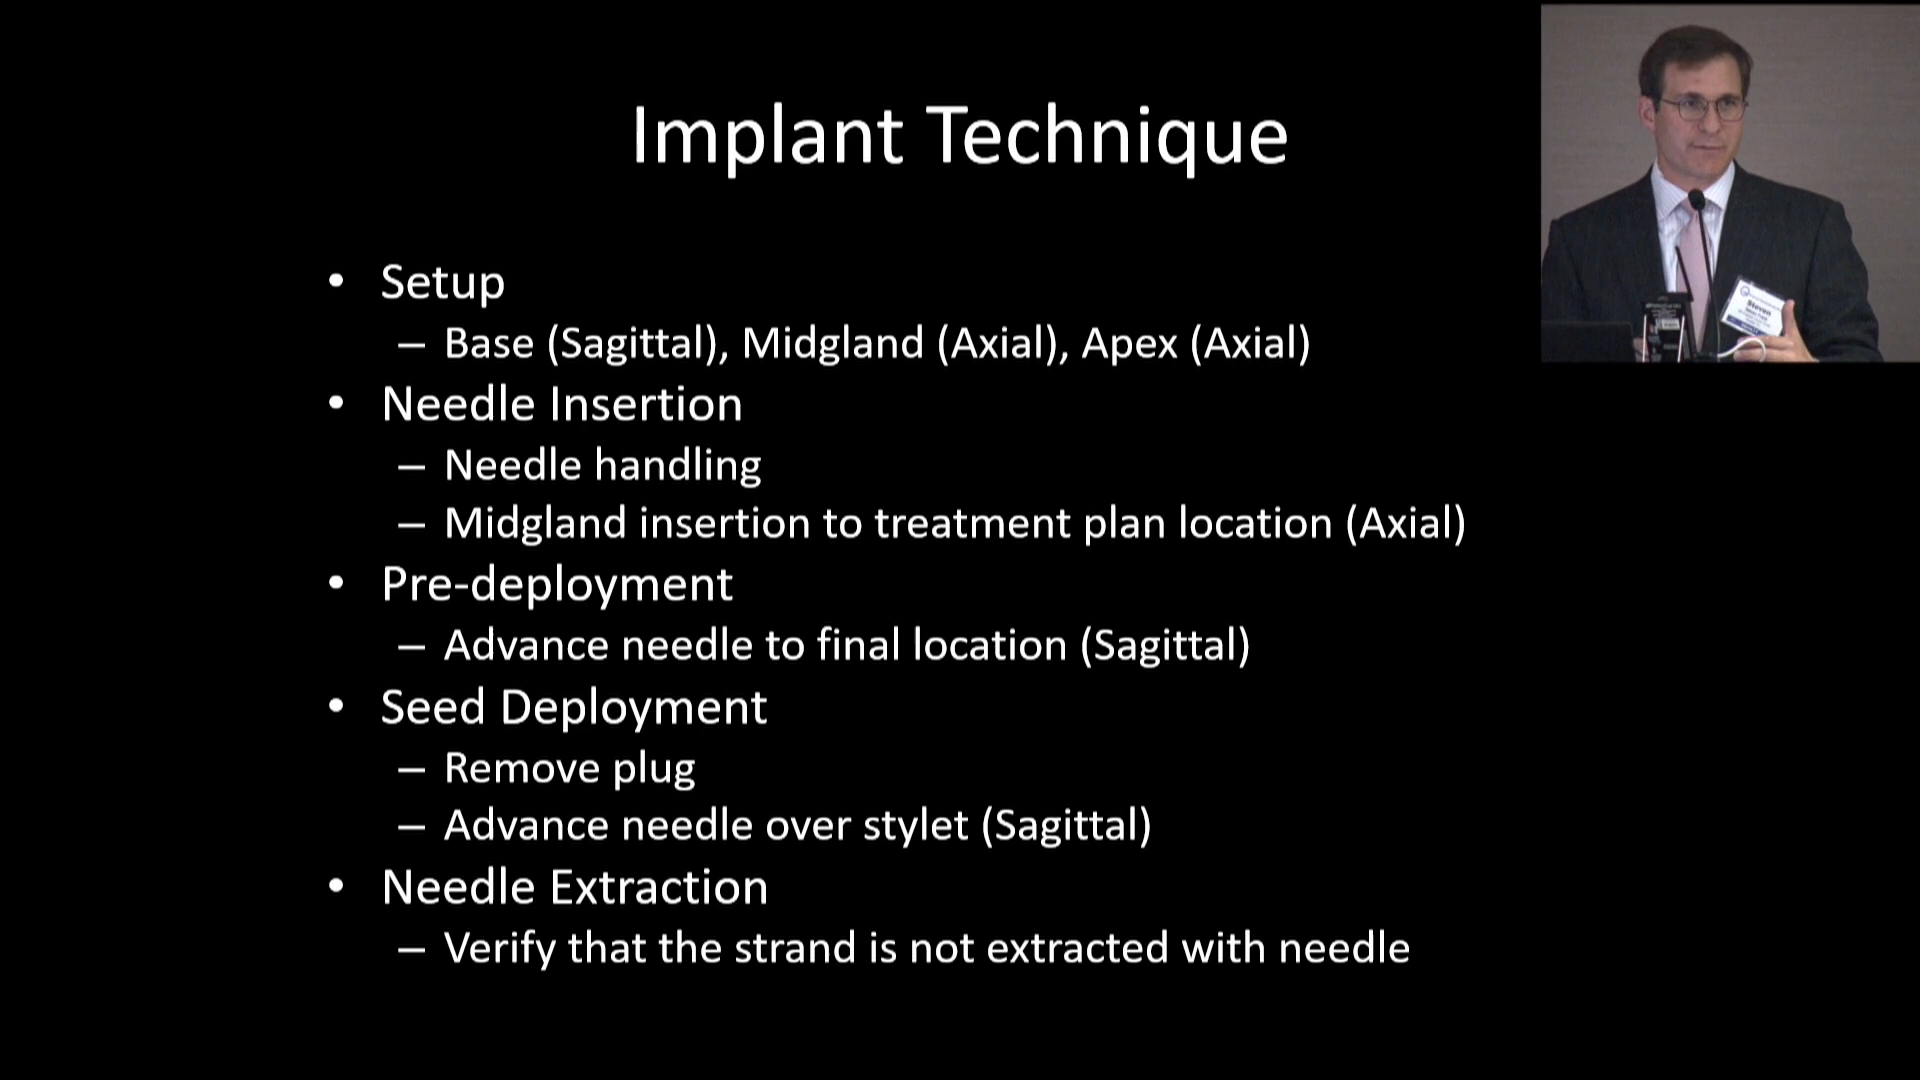 Implant Technique
• Setup
– Base (Sagittal), Midgland (Axial), Apex (Axial)
• Needle Insertion
– Needle handling
– Midgland insertion to treatment plan location (Axial)
• Pre-deployment
– Advance needle to final location (Sagittal)
• Seed Deployment
– Remove plug
– Advance needle over stylet (Sagittal)
• Needle Extraction
– Verify that the strand is not extracted with needle
Steven